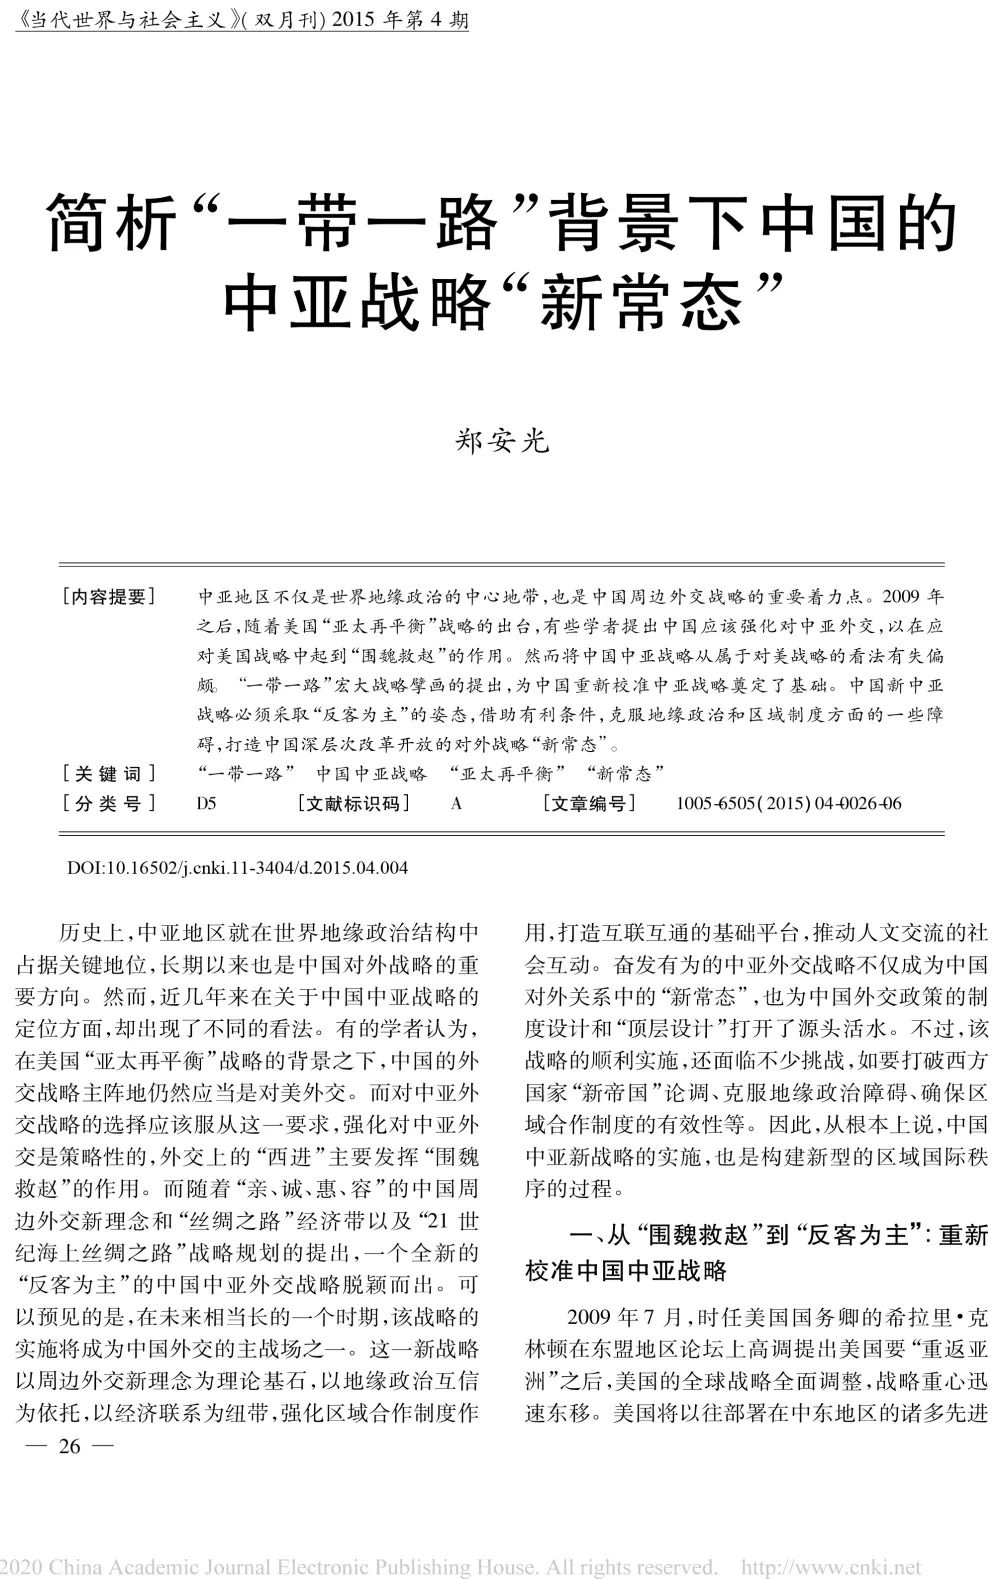 《当代世界与社会主义》(双月刊)2015年第4期
简析“一带一路”背景下中国的
中亚战略“新常态”
郑安光
[内容提要] 中亚地区不仅是世界地缘政治的中心地带,也是中国周边外交战略的重要着力点。2009 年
之后,随着美国“亚太再平衡”战略的出台,有些学者提出中国应该强化对中亚外交,以在应
对美国战略中起到“围魏救赵”的作用。然而将中国中亚战略从属于对美战略的看法有失偏
颇。“一带一路”宏大战略擘画的提出,为中国重新校准中亚战略奠定了基础。中国新中亚
战略必须采取“反客为主”的姿态,借助有利条件,克服地缘政治和区域制度方面的一些障
碍,打造中国深层次改革开放的对外战略“新常态”。
[关键词] “一带一路” 中国中亚战略 “亚太再平衡” “新常态”
[分类号] D5 [文献标识码] A [文章编号] 1005-6505(2015)04-0026-06
DOI:10.16502/j.cnki.11-3404/d.2015.04.004
历史上,中亚地区就在世界地缘政治结构中
占据关键地位,长期以来也是中国对外战略的重
要方向。然而,近几年来在关于中国中亚战略的
定位方面,却出现了不同的看法。有的学者认为,
在美国“亚太再平衡”战略的背景之下,中国的外
交战略主阵地仍然应当是对美外交。而对中亚外
交战略的选择应该服从这一要求,强化对中亚外
交是策略性的,外交上的“西进”主要发挥“围魏
救赵”的作用。而随着“亲、诚、惠、容”的中国周
边外交新理念和“丝绸之路”经济带以及“21 世
纪海上丝绸之路”战略规划的提出,一个全新的
“反客为主”的中国中亚外交战略脱颖而出。可
以预见的是,在未来相当长的一个时期,该战略的
实施将成为中国外交的主战场之一。这一新战略
以周边外交新理念为理论基石,以地缘政治互信
为依托,以经济联系为纽带,强化区域合作制度作
— 26 —
用,打造互联互通的基础平台,推动人文交流的社
会互动。奋发有为的中亚外交战略不仅成为中国
对外关系中的“新常态”,也为中国外交政策的制
度设计和“顶层设计”打开了源头活水。不过,该
战略的顺利实施,还面临不少挑战,如要打破西方
国家“新帝国”论调、克服地缘政治障碍、确保区
域合作制度的有效性等。因此,从根本上说,中国
中亚新战略的实施,也是构建新型的区域国际秩
序的过程。
一、从“围魏救赵”到“反客为主”:重新
校准中国中亚战略
2009 年 7 月,时任美国国务卿的希拉里·克
林顿在东盟地区论坛上高调提出美国要“重返亚
洲”之后,美国的全球战略全面调整,战略重心迅
速东移。美国将以往部署在中东地区的诸多先进
2020 China Academic Journal Electronic Publishing House. All rights reserved. http://www.cnki.net